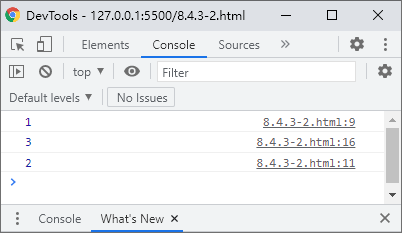 DevTools - 127.0.0.1:5500/8.4.3-2.html
Elements Console Sources »
top ▼ Filter
Default levels ▼ No Issues
1 8.4.3-2.html:9
3 8.4.3-2.html:16
2 8.4.3-2.html:11
>
Console What's New ×